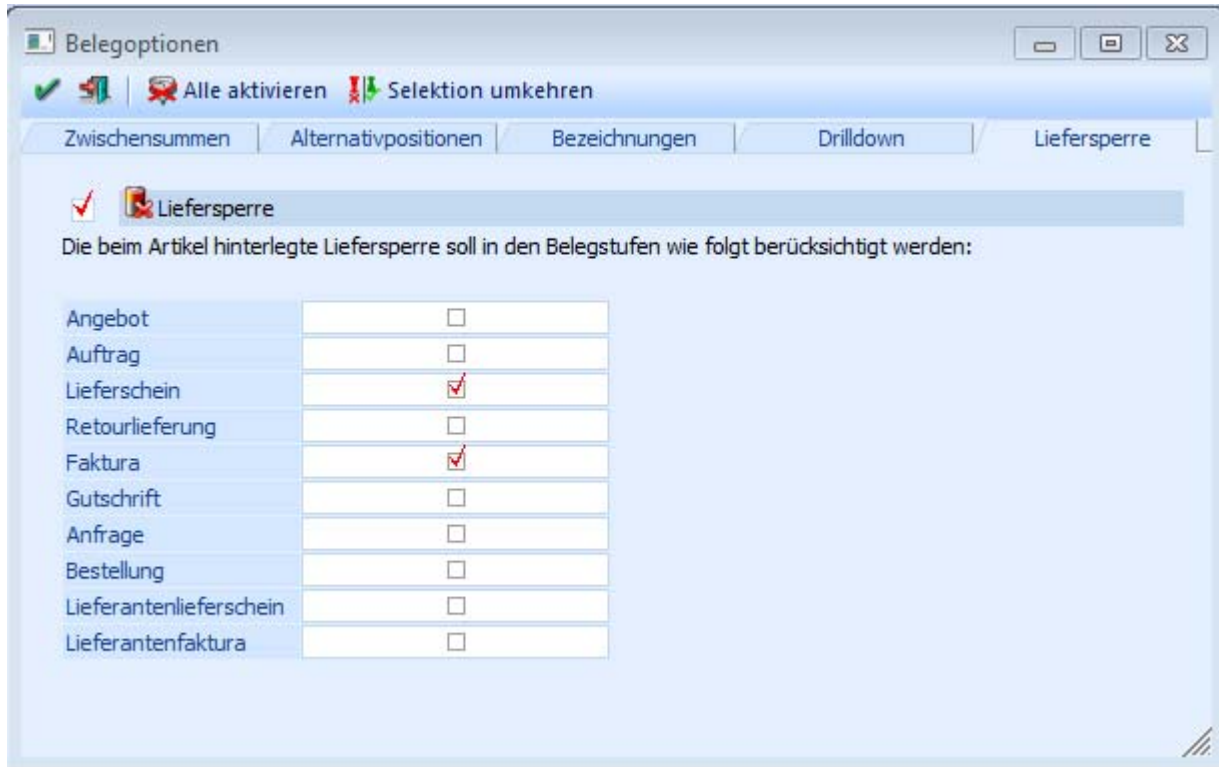 Belegoptionen
Alle aktivieren Selektion umkehren
Zwischensummen Alternativpositionen Bezeichnungen Drilldown Liefersperre
Liefersperre
Die beim Artikel hinterlegte Liefersperre soll in den Belegstufen wie folgt berücksichtigt werden:
Angebot
Auftrag
Lieferschein
Retourlieferung
Faktura
Gutschrift
Anfrage
Bestellung
Lieferantenlieferschein
Lieferantenfaktura